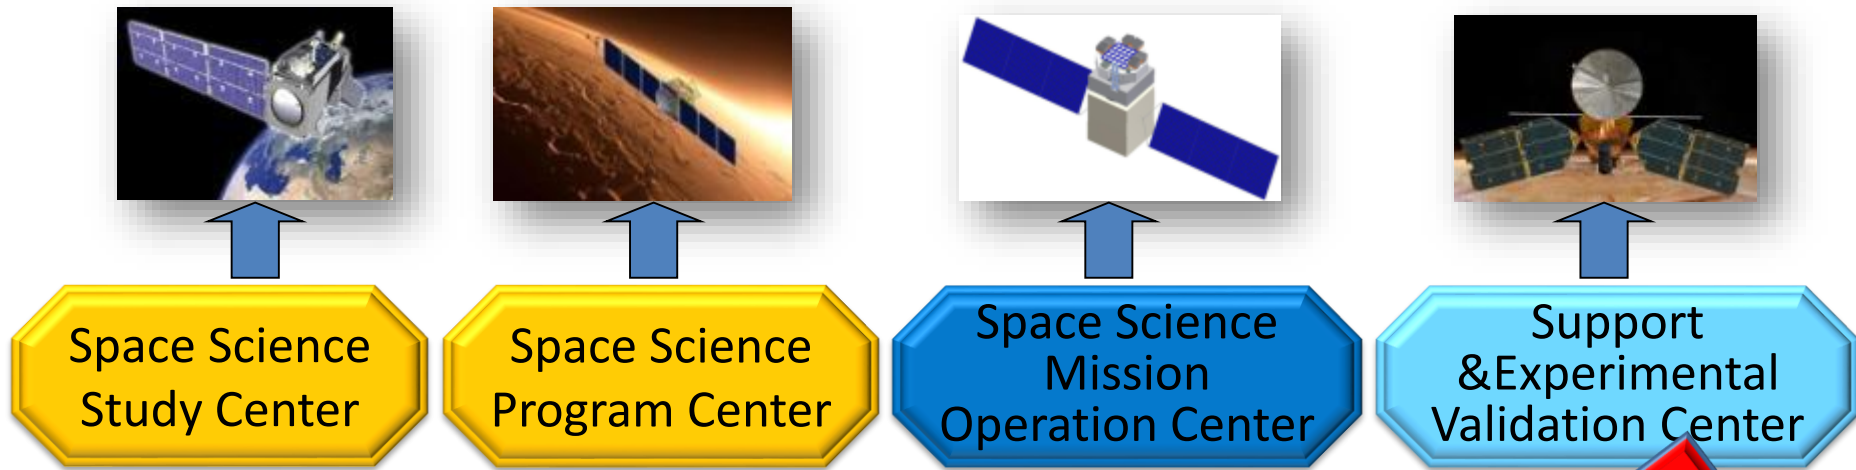 Space Science
Study Center
Space Science
Program Center
Space Science
Mission
Operation Center
Support
&Experimental
Validation Center